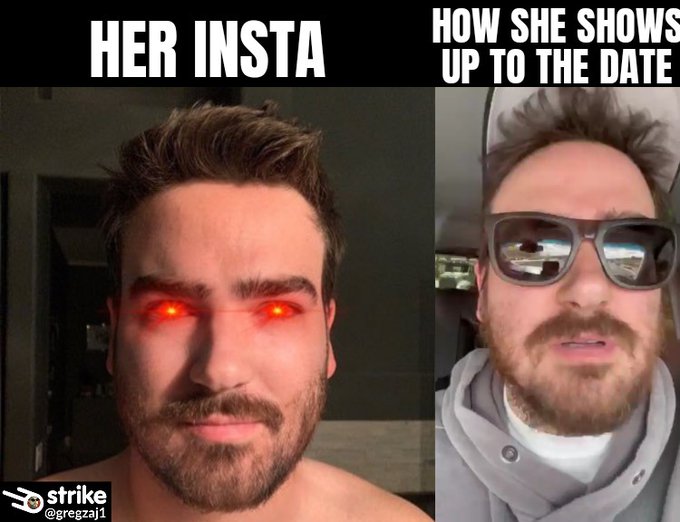 HER INSTA
HOW SHE SHOWS
UP TO THE DATE
strike
@gregzaj1